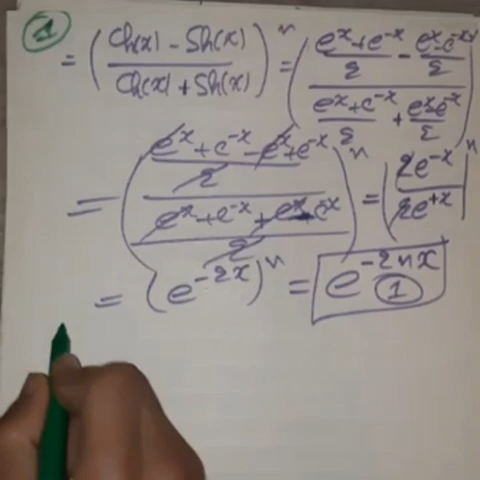 ①
= ( (Ch(x) - Sh(x)) / (Ch(x) + Sh(x)) )^n = ( ((e^x + e^-x)/2 - (e^x - e^-x)/2) / ((e^x + e^-x)/2 + (e^x - e^-x)/2) )^n
= ( ((e^x + e^-x - e^x + e^-x)/2) / ((e^x + e^-x + e^x - e^-x)/2) )^n = ( 2e^-x / 2e^+x )^n
= (e^-2x)^n = e^-2nx ①